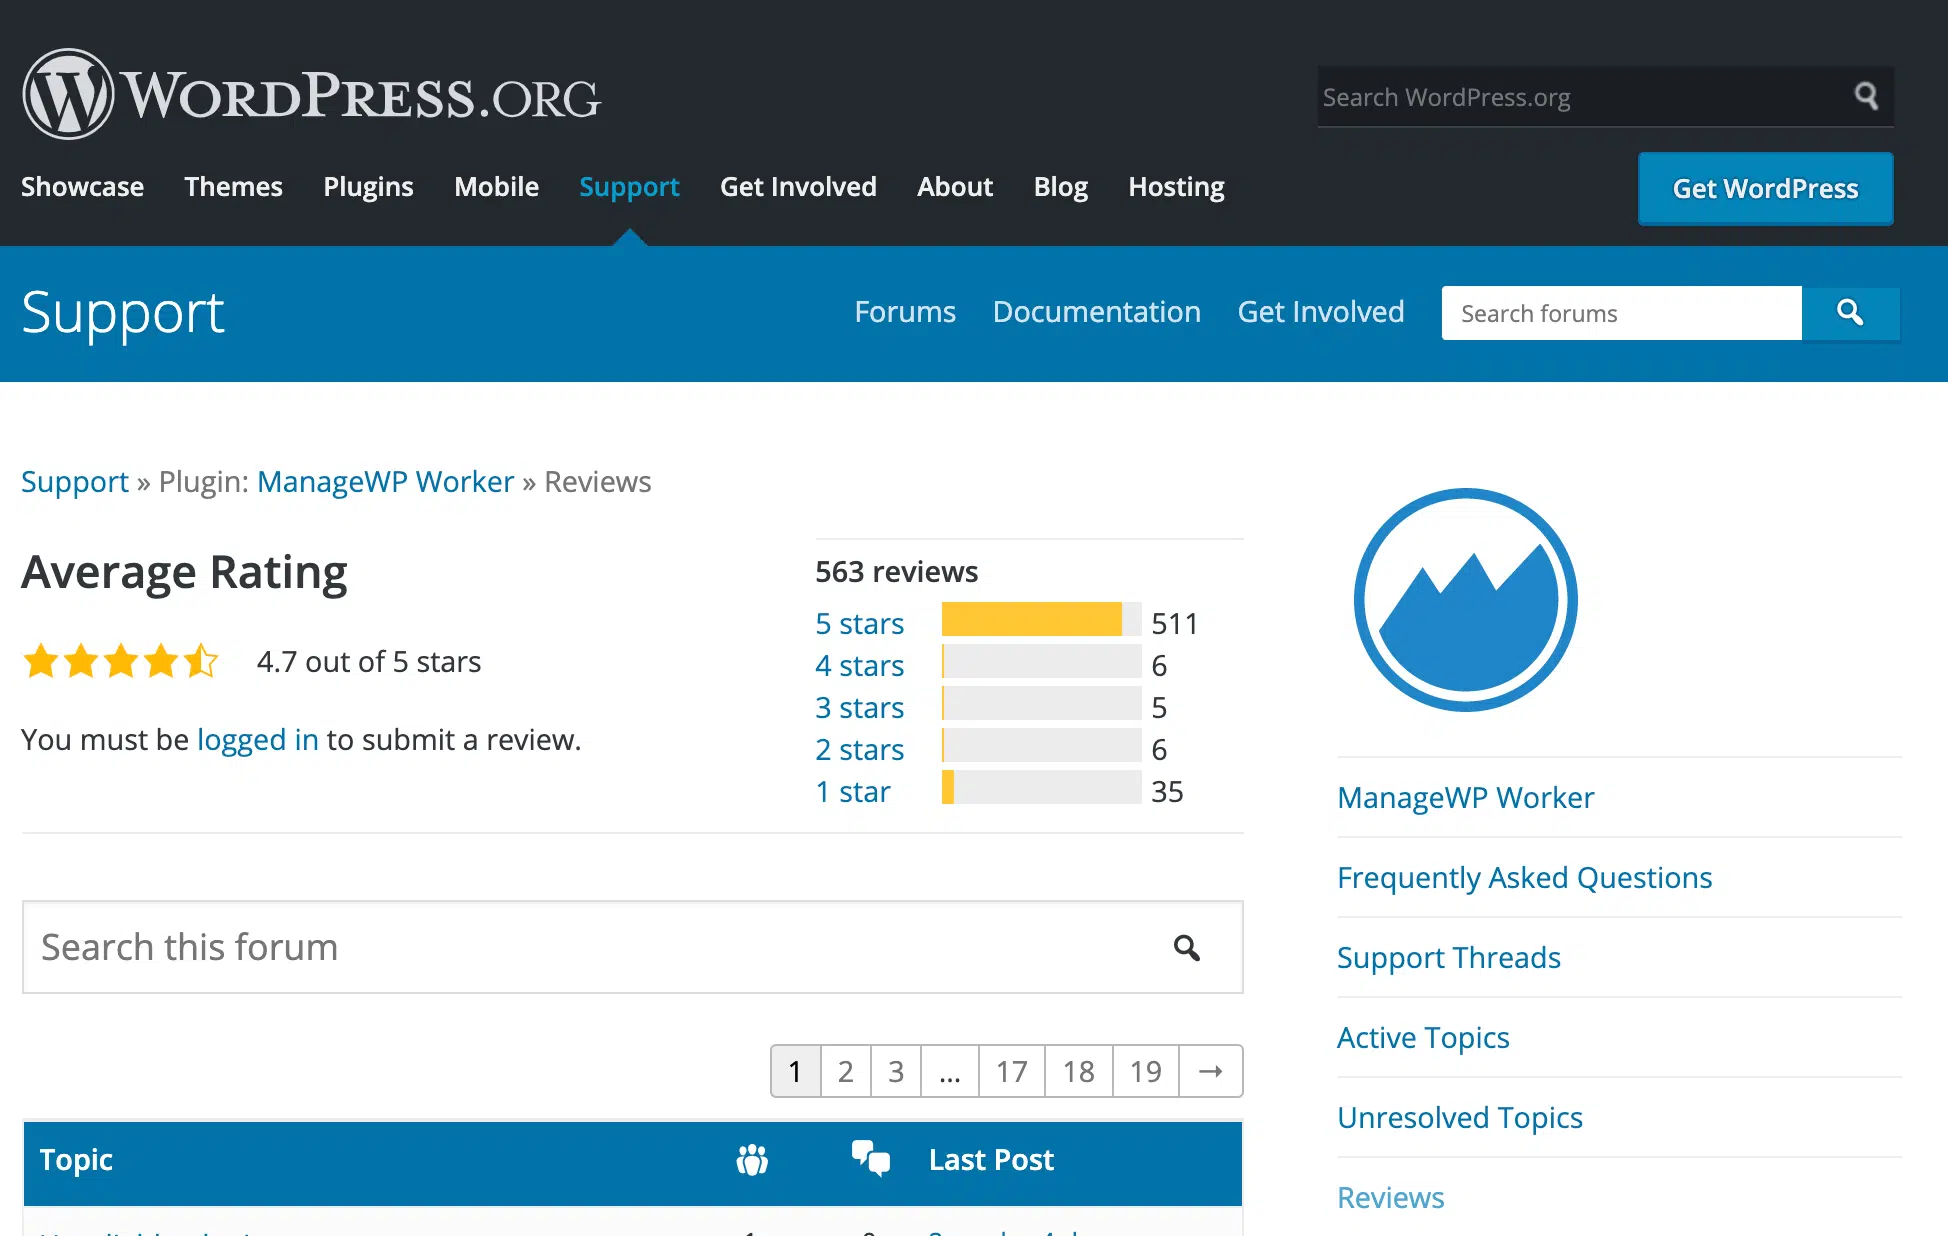 WORDPRESS.ORG
Search WordPress.org
Showcase Themes Plugins Mobile Support Get Involved About Blog Hosting
Get WordPress
Support
Forums Documentation Get Involved
Search forums
Support » Plugin: ManageWP Worker » Reviews
Average Rating
4.7 out of 5 stars
You must be logged in to submit a review.
563 reviews
5 stars 511
4 stars 6
3 stars 5
2 stars 6
1 star 35
Search this forum
1 2 3 ... 17 18 19 →
Topic Last Post
ManageWP Worker
Frequently Asked Questions
Support Threads
Active Topics
Unresolved Topics
Reviews